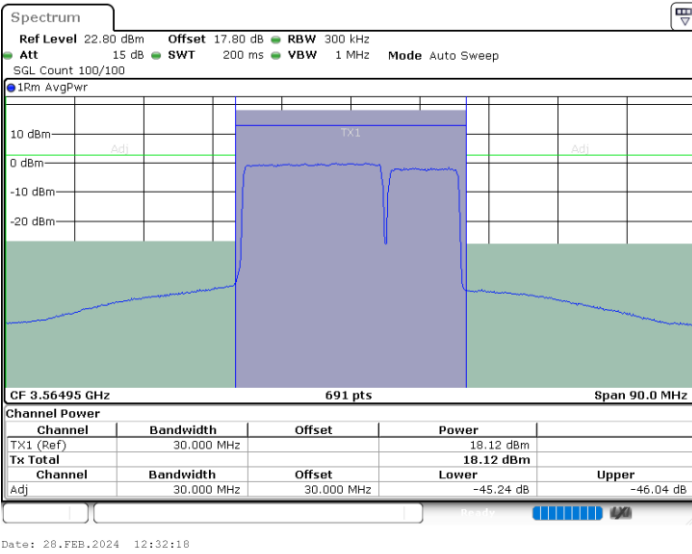 Spectrum
Ref Level 22.80 dBm Offset 17.80 dB RBW 300 kHz
Att 15 dB SWT 200 ms VBW 1 MHz Mode Auto Sweep
SGL Count 100/100
1Rm AvgPwr
10 dBm
TX1
Adj Adj
0 dBm
-10 dBm
-20 dBm
CF 3.56495 GHz 691 pts Span 90.0 MHz
Channel Power
Channel Bandwidth Offset Power
TX1 (Ref) 30.000 MHz 18.12 dBm
Tx Total 18.12 dBm
Channel Bandwidth Offset Lower Upper
Adj 30.000 MHz 30.000 MHz -45.24 dB -46.04 dB
Ready
Date: 28.FEB.2024 12:32:18